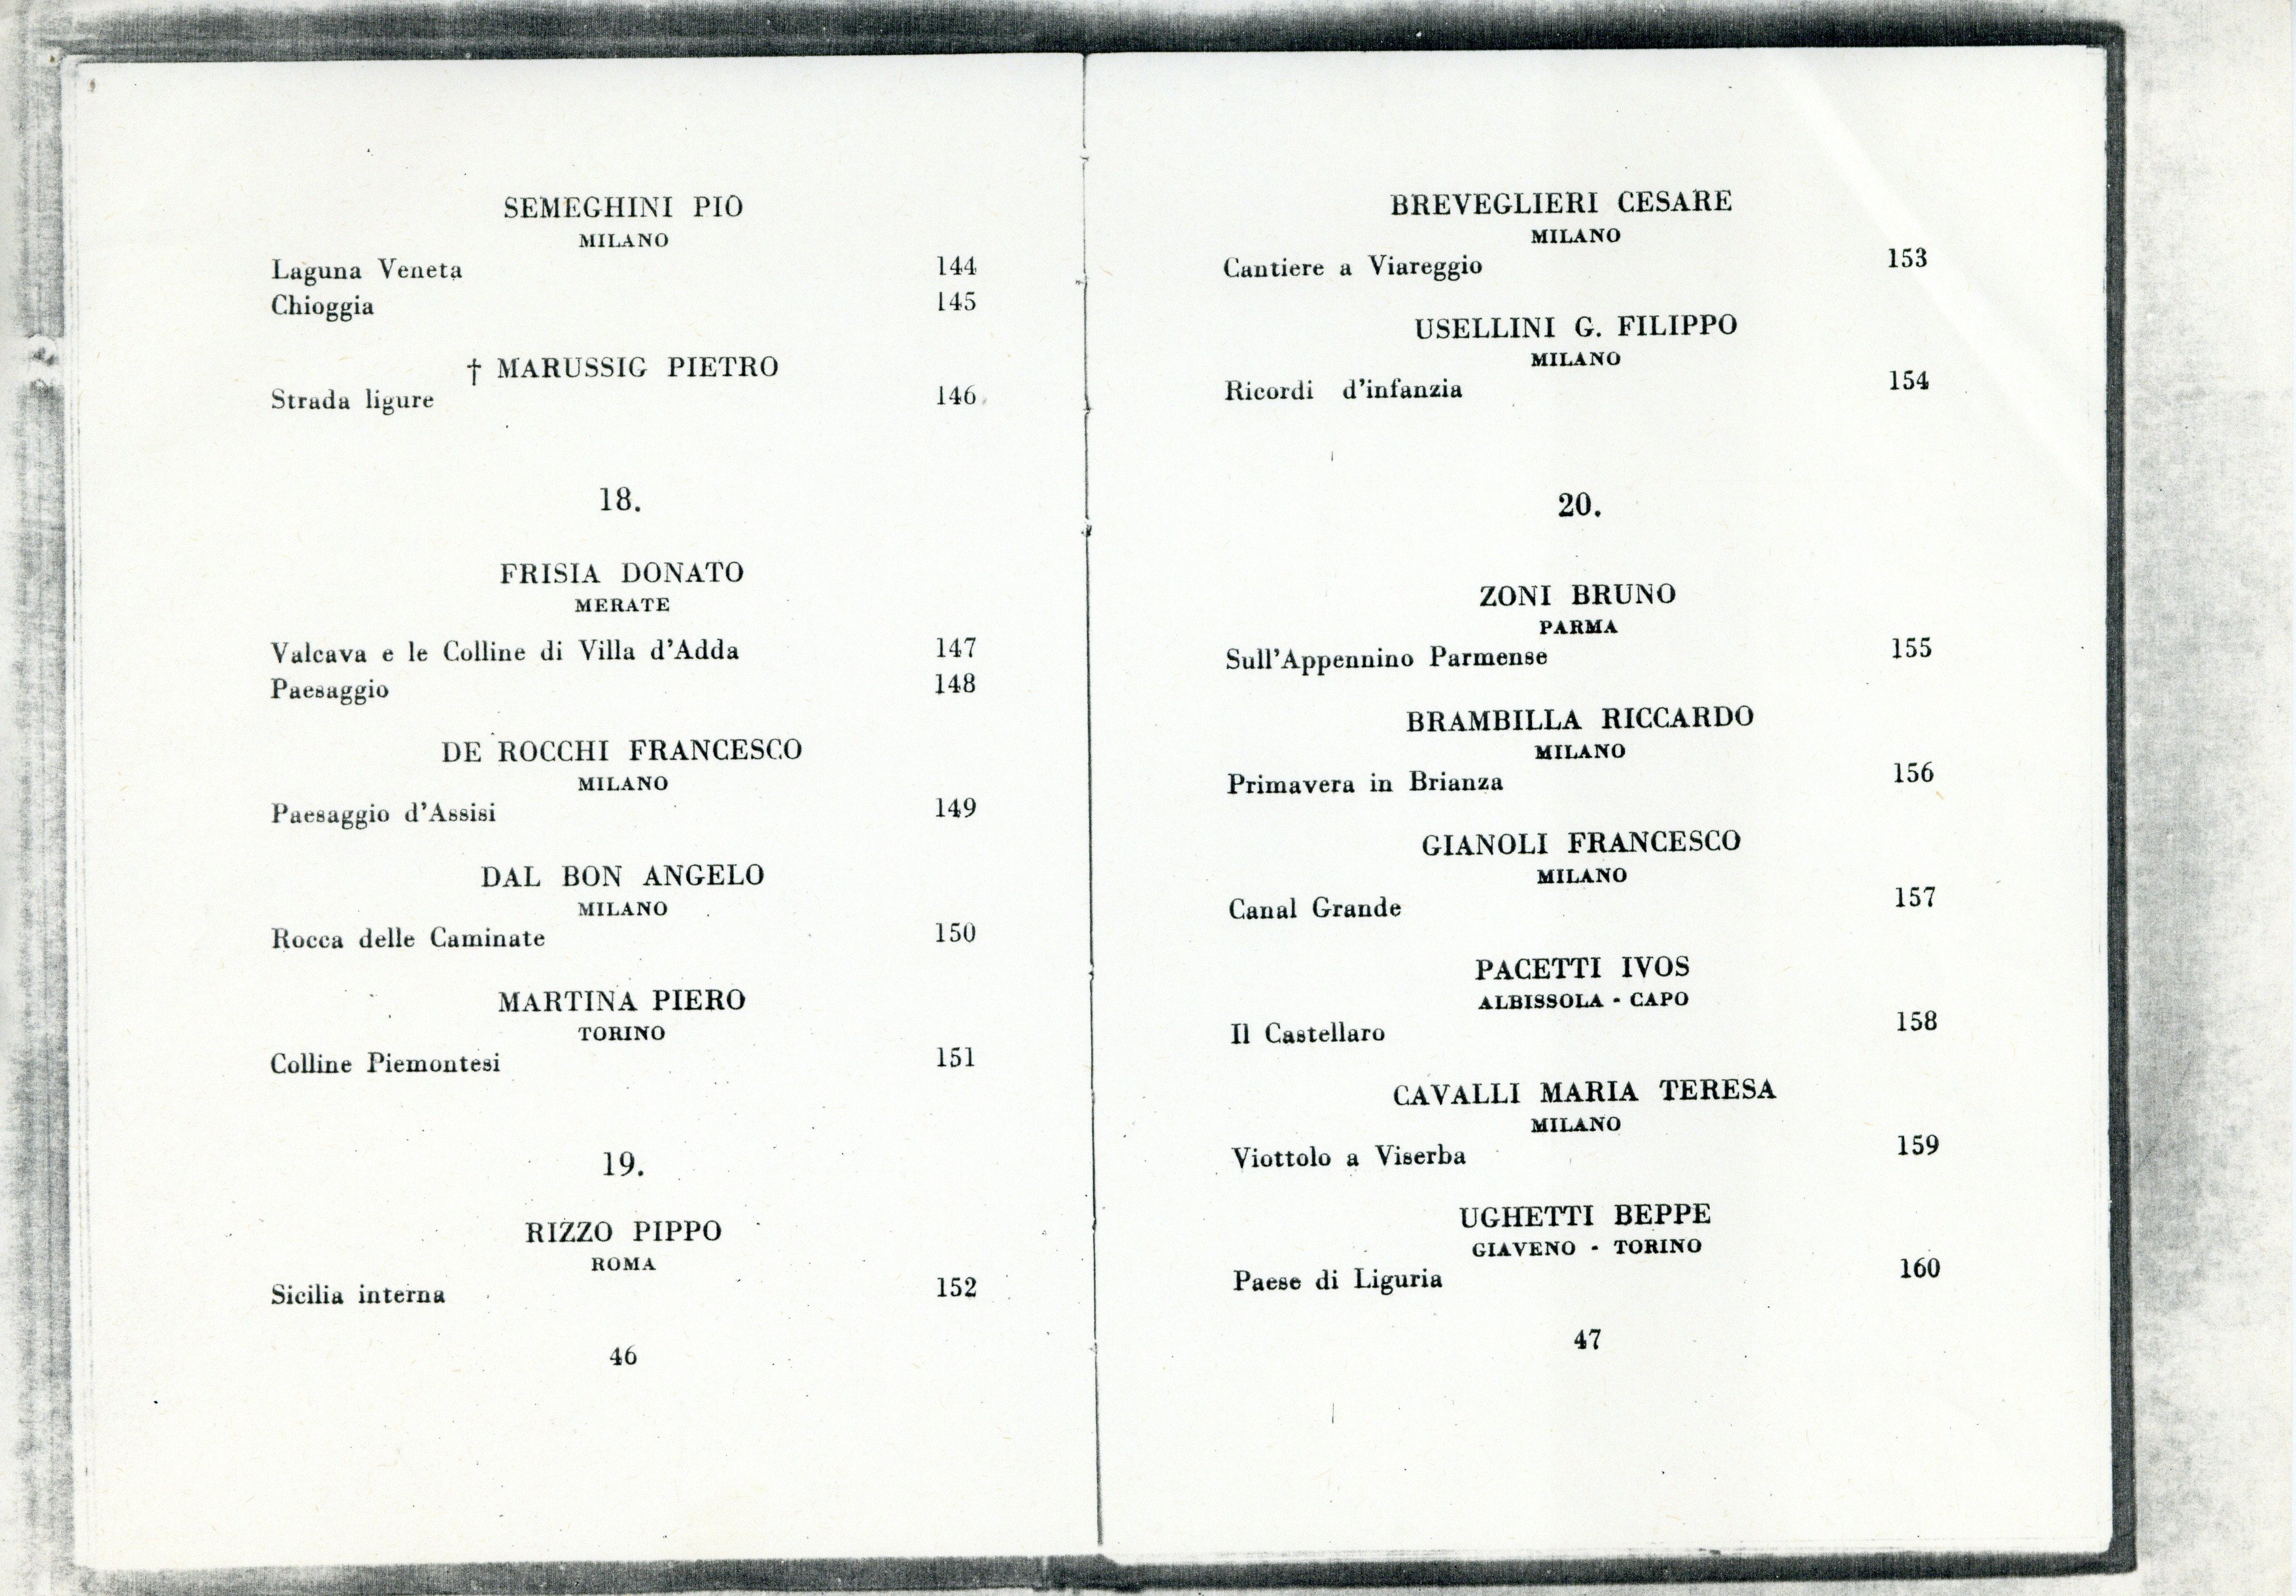 SEMEGHINI PIO
MILANO
Laguna Veneta 144
Chioggia 145
† MARUSSIG PIETRO
Strada ligure 146
18.
FRISIA DONATO
MERATE
Valcava e le Colline di Villa d'Adda 147
Paesaggio 148
DE ROCCHI FRANCESCO
MILANO
Paesaggio d'Assisi 149
DAL BON ANGELO
MILANO
Rocca delle Caminate 150
MARTINA PIERO
TORINO
Colline Piemontesi 151
19.
RIZZO PIPPO
ROMA
Sicilia interna 152
46
BREVEGLIERI CESARE
MILANO
Cantiere a Viareggio 153
USELLINI G. FILIPPO
MILANO
Ricordi d'infanzia 154
20.
ZONI BRUNO
PARMA
Sull'Appennino Parmense 155
BRAMBILLA RICCARDO
MILANO
Primavera in Brianza 156
GIANOLI FRANCESCO
MILANO
Canal Grande 157
PACETTI IVOS
ALBISSOLA - CAPO
Il Castellaro 158
CAVALLI MARIA TERESA
MILANO
Viottolo a Viserba 159
UGHETTI BEPPE
GIAVENO - TORINO
Paese di Liguria 160
47